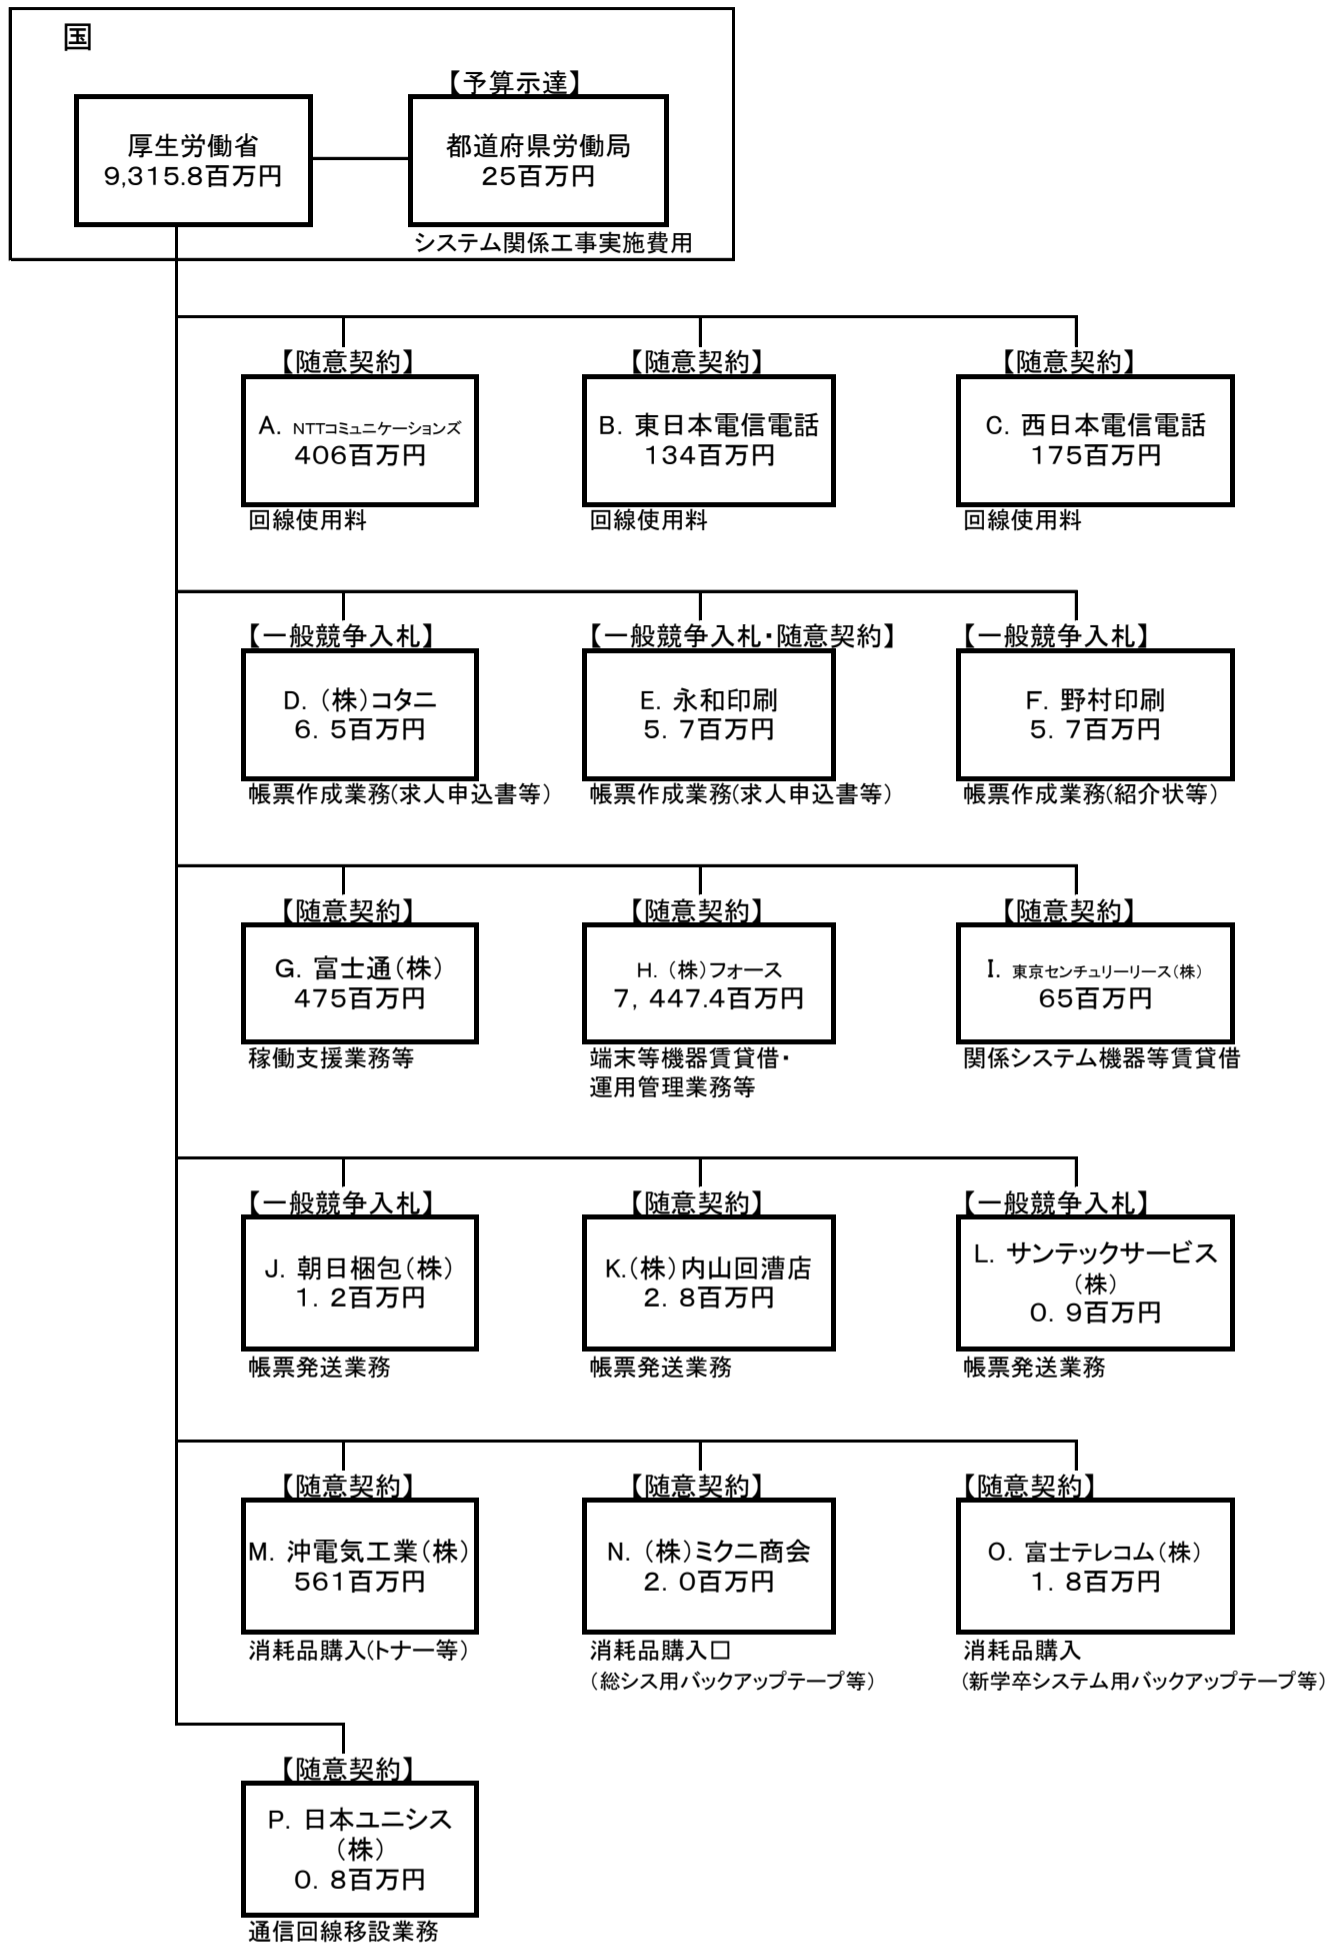 国
【予算示達】
厚生労働省
9,315.8百万円
都道府県労働局
25百万円
システム関係工事実施費用
【随意契約】
【随意契約】
【随意契約】
A. NTTコミュニケーションズ
406百万円
B. 東日本電信電話
134百万円
C. 西日本電信電話
175百万円
回線使用料
回線使用料
回線使用料
【一般競争入札】
【一般競争入札・随意契約】
【一般競争入札】
D. (株)コタニ
6. 5百万円
E. 永和印刷
5. 7百万円
F. 野村印刷
5. 7百万円
帳票作成業務(求人申込書等)
帳票作成業務(求人申込書等)
帳票作成業務(紹介状等)
【随意契約】
【随意契約】
【随意契約】
G. 富士通(株)
475百万円
H. (株)フォース
7, 447.4百万円
I. 東京センチュリーリース(株)
65百万円
稼働支援業務等
端末等機器賃貸借・
運用管理業務等
関係システム機器等賃貸借
【一般競争入札】
【随意契約】
【一般競争入札】
J. 朝日梱包(株)
1. 2百万円
K.(株)内山回漕店
2. 8百万円
L. サンテックサービス
(株)
0. 9百万円
帳票発送業務
帳票発送業務
帳票発送業務
【随意契約】
【随意契約】
【随意契約】
M. 沖電気工業(株)
561百万円
N. (株)ミクニ商会
2. 0百万円
O. 富士テレコム(株)
1. 8百万円
消耗品購入(トナー等)
消耗品購入□
(総シス用バックアップテープ等)
消耗品購入
(新学卒システム用バックアップテープ等)
【随意契約】
P. 日本ユニシス
(株)
0. 8百万円
通信回線移設業務